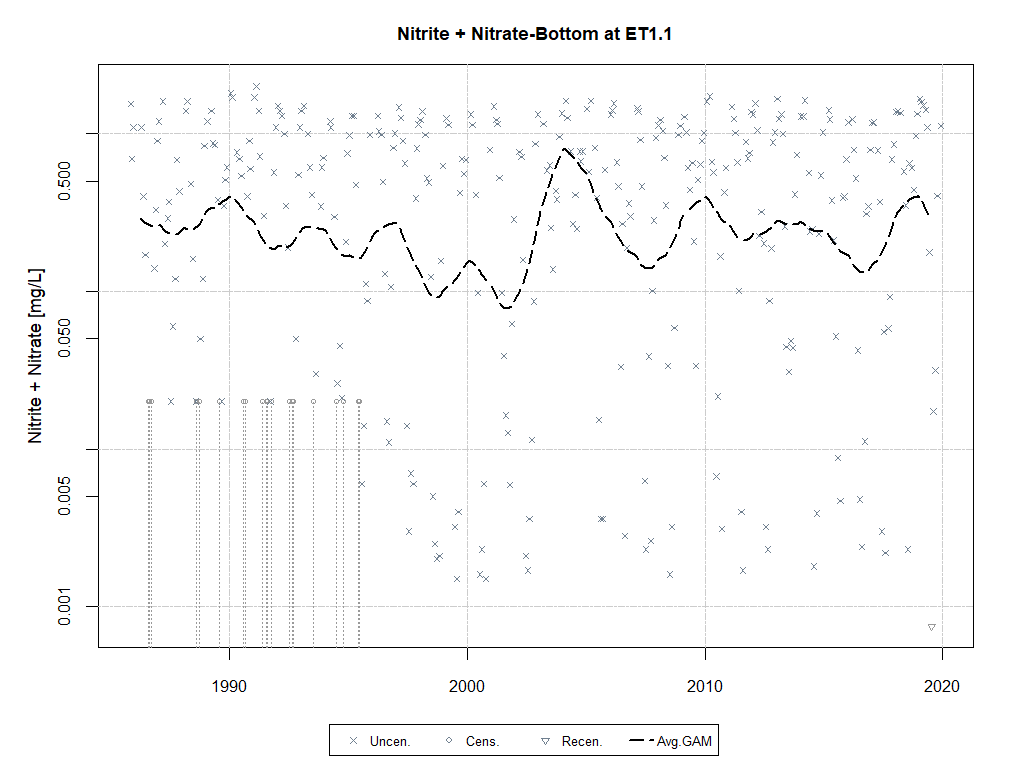 Nitrite + Nitrate-Bottom at ET1.1
Nitrite + Nitrate [mg/L]
0.500
0.050
0.005
0.001
1990
2000
2010
2020
Uncen.
Cens.
Recen.
Avg.GAM